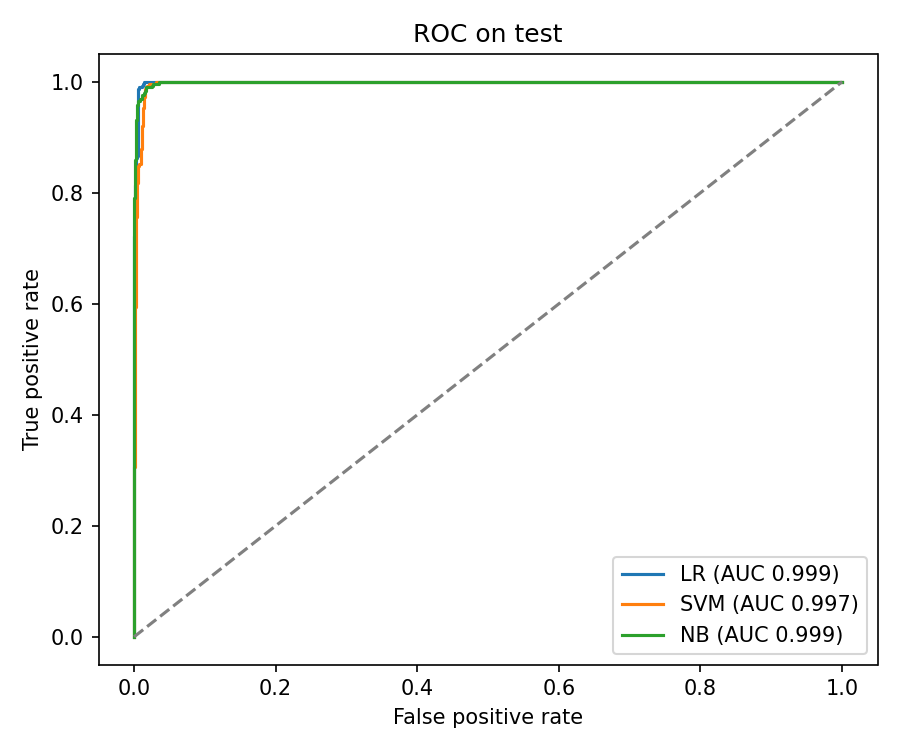 ROC on test
1.0
0.8
0.6
0.4
0.2
0.0
True positive rate
LR (AUC 0.999)
SVM (AUC 0.997)
NB (AUC 0.999)
0.0 0.2 0.4 0.6 0.8 1.0
False positive rate